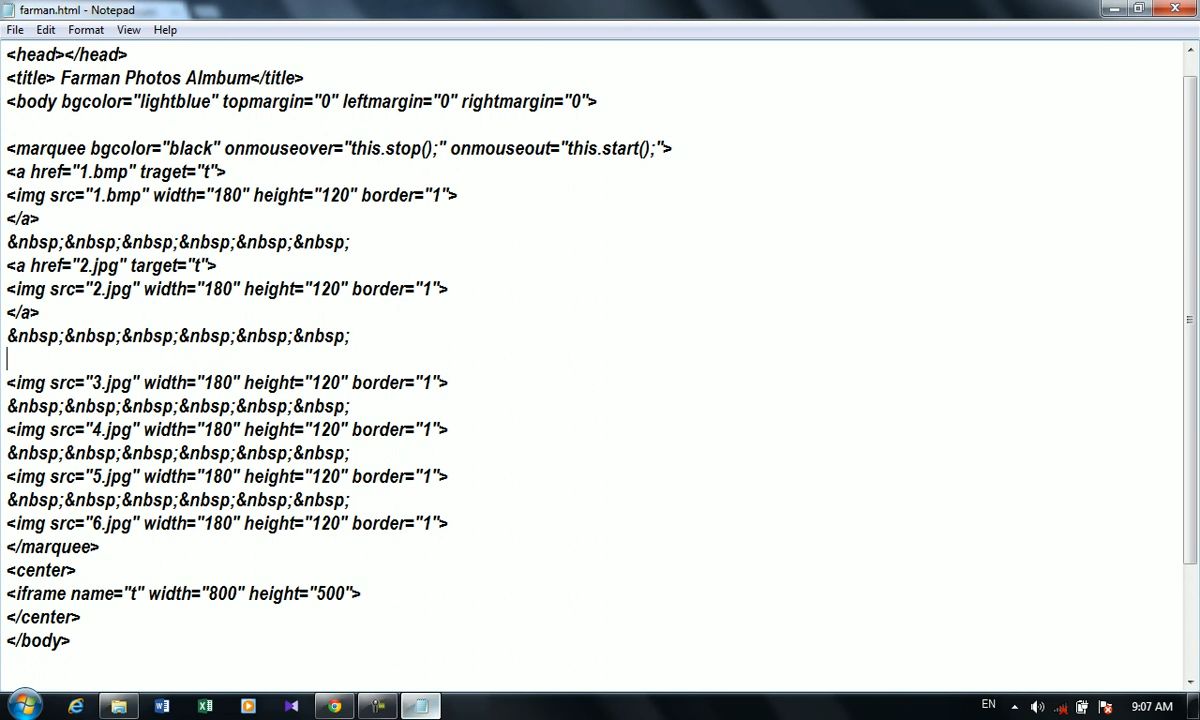 farman.html - Notepad
File Edit Format View Help
<head></head>
<title> Farman Photos Almbum</title>
<body bgcolor="lightblue" topmargin="0" leftmargin="0" rightmargin="0">
<marquee bgcolor="black" onmouseover="this.stop();" onmouseout="this.start();">
<a href="1.bmp" traget="t">
<img src="1.bmp" width="180" height="120" border="1">
</a>
&nbsp;&nbsp;&nbsp;&nbsp;&nbsp;&nbsp;
<a href="2.jpg" target="t">
<img src="2.jpg" width="180" height="120" border="1">
</a>
&nbsp;&nbsp;&nbsp;&nbsp;&nbsp;&nbsp;
<img src="3.jpg" width="180" height="120" border="1">
&nbsp;&nbsp;&nbsp;&nbsp;&nbsp;&nbsp;
<img src="4.jpg" width="180" height="120" border="1">
&nbsp;&nbsp;&nbsp;&nbsp;&nbsp;&nbsp;
<img src="5.jpg" width="180" height="120" border="1">
&nbsp;&nbsp;&nbsp;&nbsp;&nbsp;&nbsp;
<img src="6.jpg" width="180" height="120" border="1">
</marquee>
<center>
<iframe name="t" width="800" height="500">
</center>
</body>
EN 9:07 AM